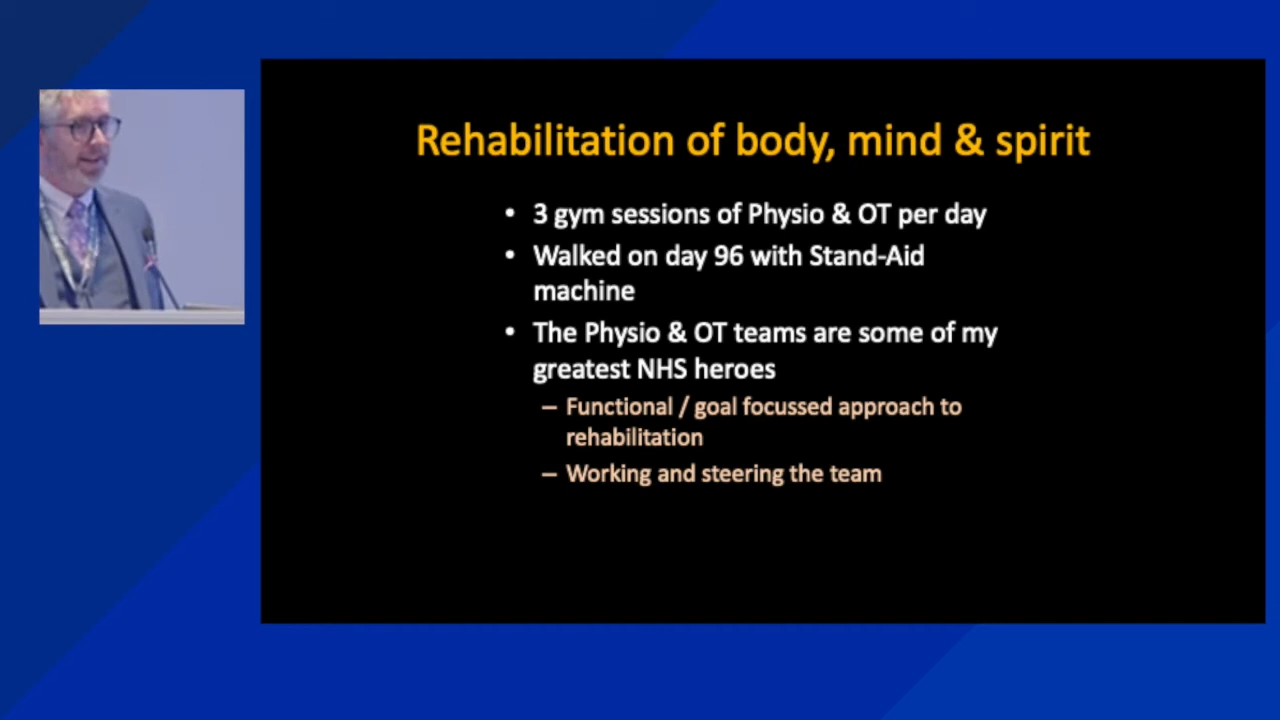 Rehabilitation of body, mind & spirit
• 3 gym sessions of Physio & OT per day
• Walked on day 96 with Stand-Aid
machine
• The Physio & OT teams are some of my
greatest NHS heroes
– Functional / goal focussed approach to
rehabilitation
– Working and steering the team